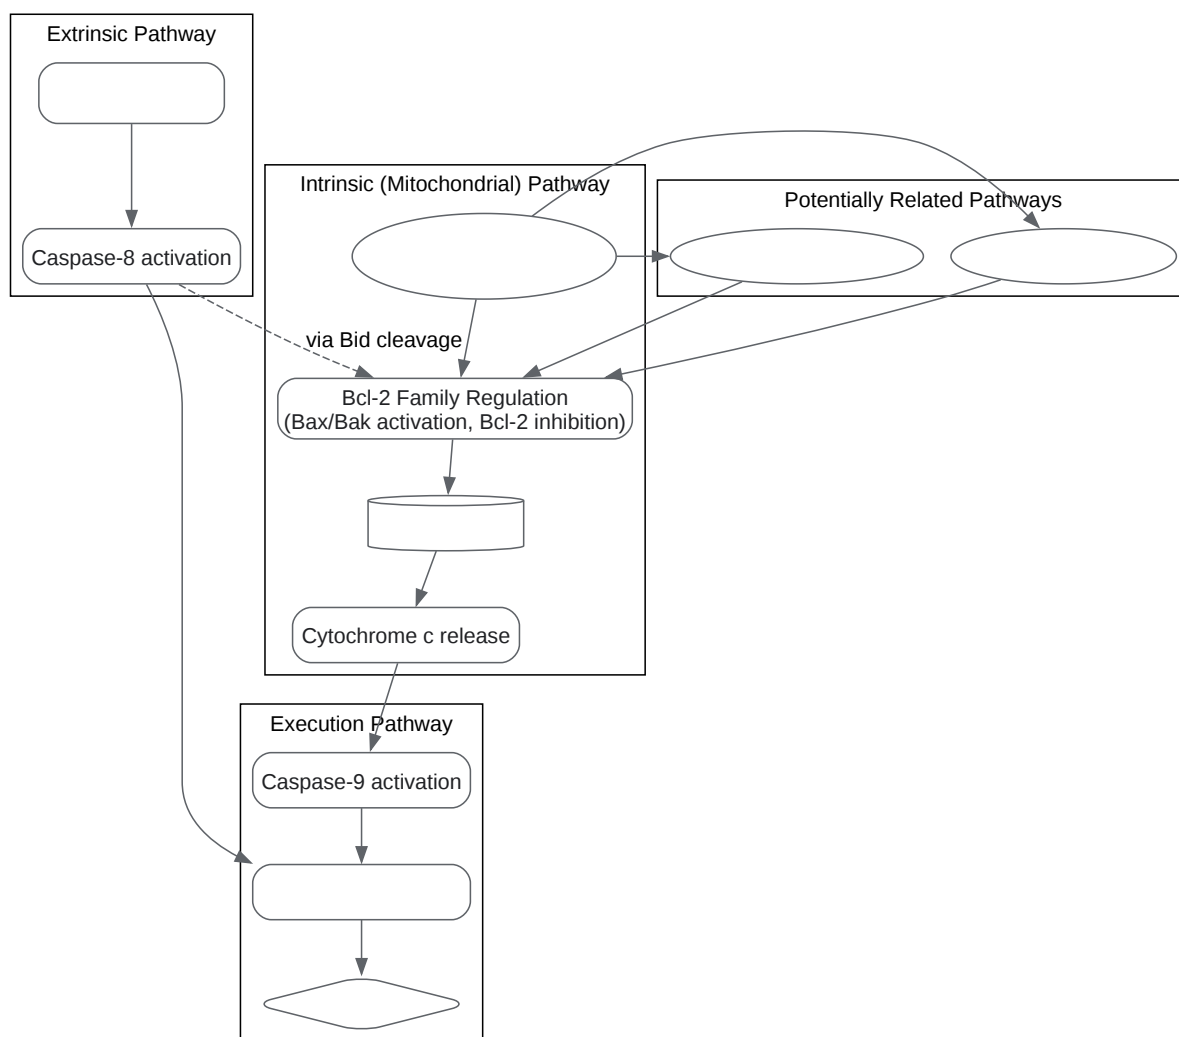 Extrinsic Pathway
Caspase-8 activation
Intrinsic (Mitochondrial) Pathway
Potentially Related Pathways
via Bid cleavage
Bcl-2 Family Regulation
(Bax/Bak activation, Bcl-2 inhibition)
Cytochrome c release
Execution Pathway
Caspase-9 activation